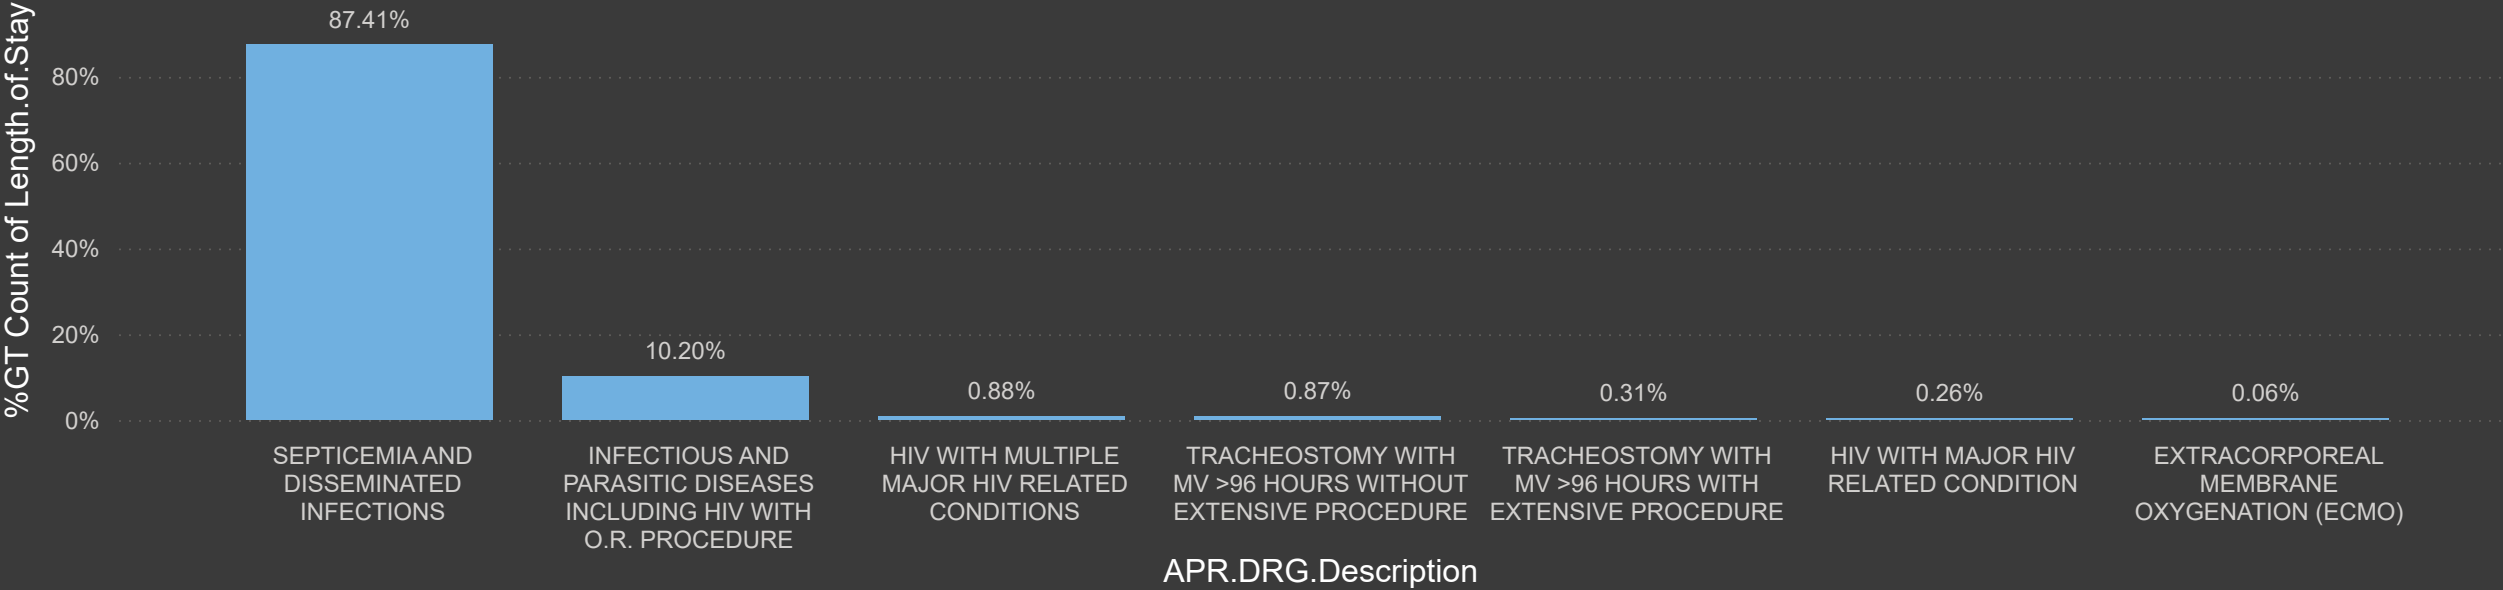 % GT Count of Length.of.Stay
80%
60%
40%
20%
0%
87.41%
10.20%
0.88%
0.87%
0.31%
0.26%
0.06%
SEPTICEMIA AND
DISSEMINATED
INFECTIONS
INFECTIOUS AND
PARASITIC DISEASES
INCLUDING HIV WITH
O.R. PROCEDURE
HIV WITH MULTIPLE
MAJOR HIV RELATED
CONDITIONS
TRACHEOSTOMY WITH
MV >96 HOURS WITHOUT
EXTENSIVE PROCEDURE
TRACHEOSTOMY WITH
MV >96 HOURS WITH
EXTENSIVE PROCEDURE
HIV WITH MAJOR HIV
RELATED CONDITION
EXTRACORPOREAL
MEMBRANE
OXYGENATION (ECMO)
APR.DRG.Description